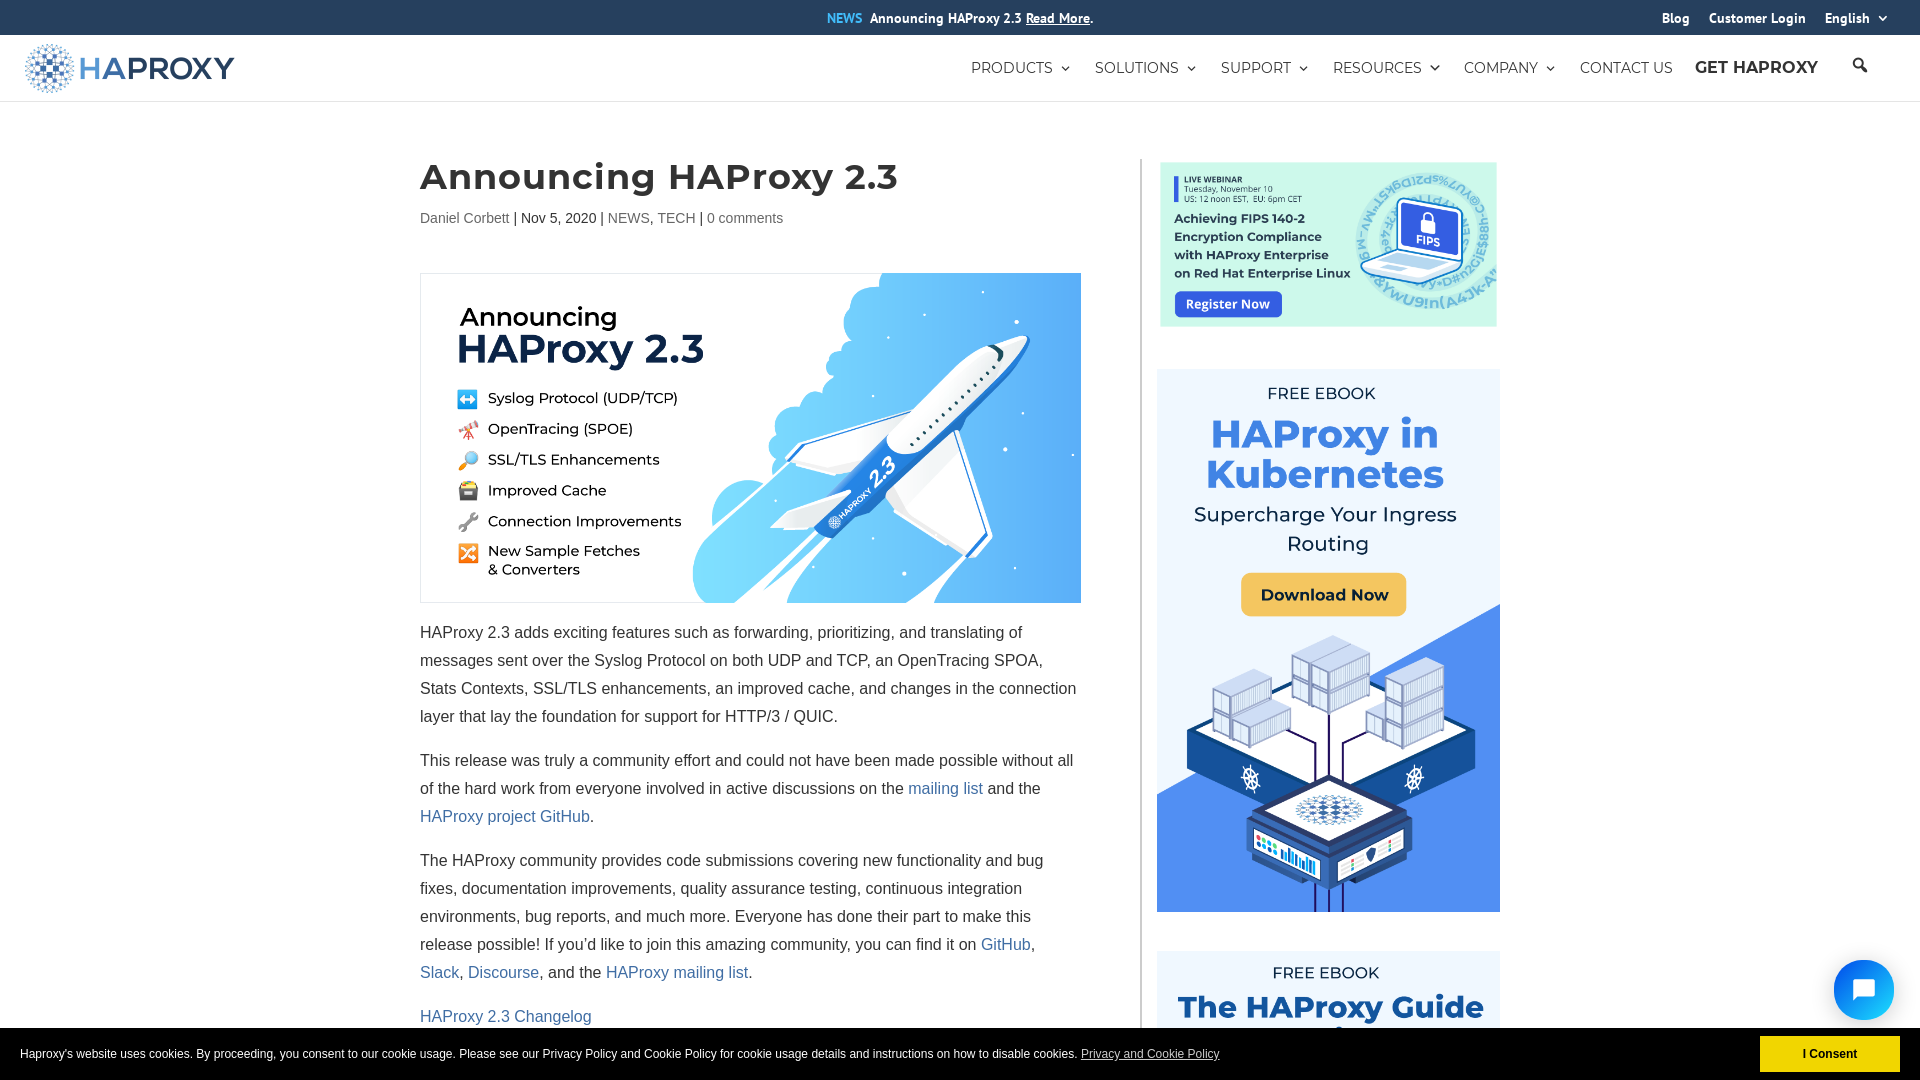 NEWS Announcing HAProxy 2.3 Read More.
Blog Customer Login English
HAPROXY
PRODUCTS SOLUTIONS SUPPORT RESOURCES COMPANY CONTACT US GET HAPROXY
Announcing HAProxy 2.3
Daniel Corbett | Nov 5, 2020 | NEWS, TECH | 0 comments
Announcing
HAProxy 2.3
Syslog Protocol (UDP/TCP)
OpenTracing (SPOE)
SSL/TLS Enhancements
Improved Cache
Connection Improvements
New Sample Fetches
& Converters
HAPROXY 2.3
HAProxy 2.3 adds exciting features such as forwarding, prioritizing, and translating of
messages sent over the Syslog Protocol on both UDP and TCP, an OpenTracing SPOA,
Stats Contexts, SSL/TLS enhancements, an improved cache, and changes in the connection
layer that lay the foundation for support for HTTP/3 / QUIC.
This release was truly a community effort and could not have been made possible without all
of the hard work from everyone involved in active discussions on the mailing list and the
HAProxy project GitHub.
The HAProxy community provides code submissions covering new functionality and bug
fixes, documentation improvements, quality assurance testing, continuous integration
environments, bug reports, and much more. Everyone has done their part to make this
release possible! If you’d like to join this amazing community, you can find it on GitHub,
Slack, Discourse, and the HAProxy mailing list.
HAProxy 2.3 Changelog
LIVE WEBINAR
Tuesday, November 10
US: 12 noon EST, EU: 6pm CET
Achieving FIPS 140-2
Encryption Compliance
with HAProxy Enterprise
on Red Hat Enterprise Linux
Register Now
FIPS
FREE EBOOK
HAProxy in
Kubernetes
Supercharge Your Ingress
Routing
Download Now
FREE EBOOK
The HAProxy Guide
Haproxy's website uses cookies. By proceeding, you consent to our cookie usage. Please see our Privacy Policy and Cookie Policy for cookie usage details and instructions on how to disable cookies. Privacy and Cookie Policy
I Consent